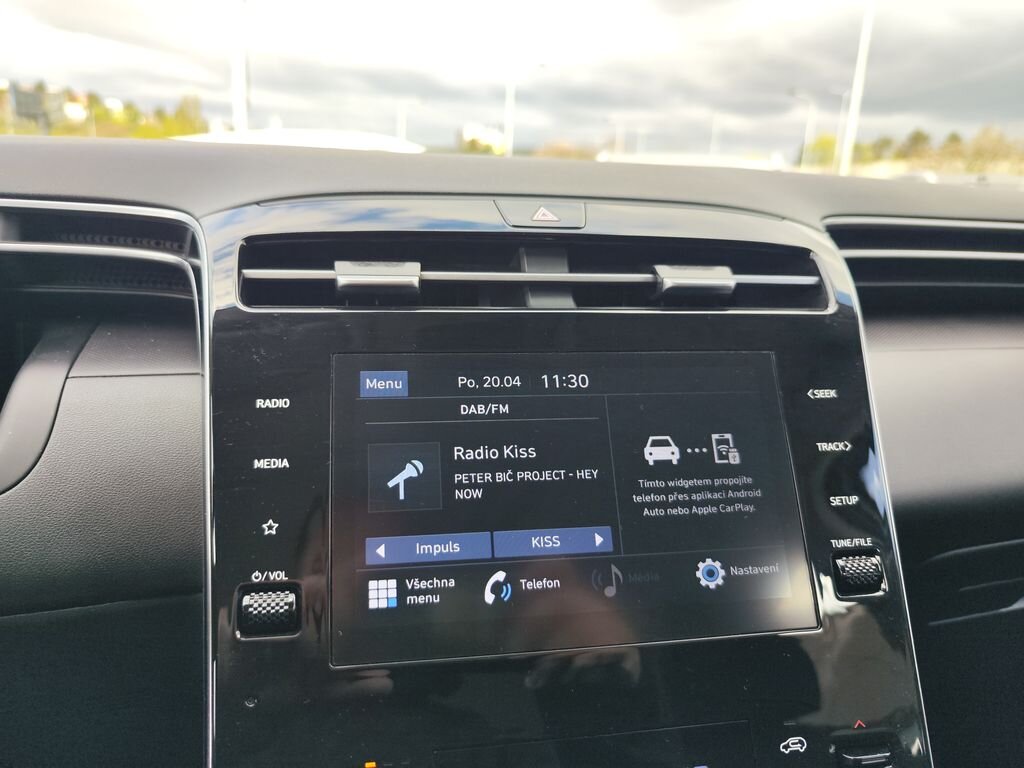 Menu
Po, 20.04
11:30
DAB/FM
Radio Kiss
PETER BIČ PROJECT - HEY
NOW
Tímto widgetem propojíte
telefon přes aplikaci Android
Auto nebo Apple CarPlay.
Impuls
KISS
Všechna
menu
Telefon
Média
Nastavení
RADIO
MEDIA
/VOL
<SEEK
TRACK>
SETUP
TUNE/FILE